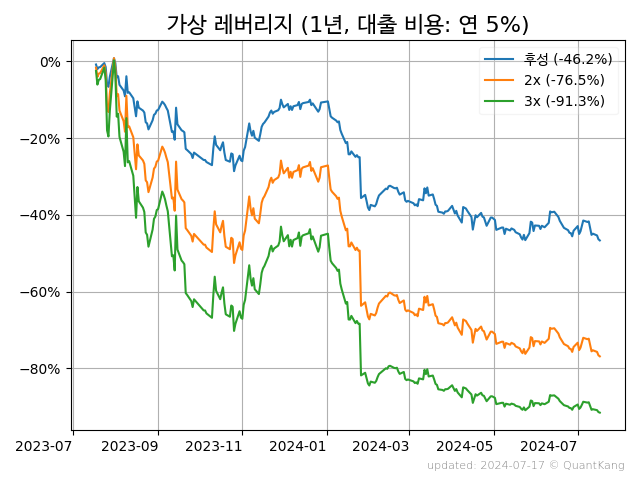 가상 레버리지 (1년, 대출 비용: 연 5%)
후성 (-46.2%)
2x (-76.5%)
3x (-91.3%)
0%
−20%
−40%
−60%
−80%
2023-07 2023-09 2023-11 2024-01 2024-03 2024-05 2024-07
updated: 2024-07-17 © QuantKang